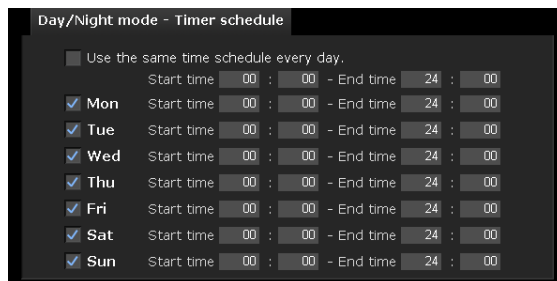 Day/Night mode - Timer schedule
Use the same time schedule every day.
Start time 00 : 00 - End time 24 : 00
Mon Start time 00 : 00 - End time 24 : 00
Tue Start time 00 : 00 - End time 24 : 00
Wed Start time 00 : 00 - End time 24 : 00
Thu Start time 00 : 00 - End time 24 : 00
Fri Start time 00 : 00 - End time 24 : 00
Sat Start time 00 : 00 - End time 24 : 00
Sun Start time 00 : 00 - End time 24 : 00